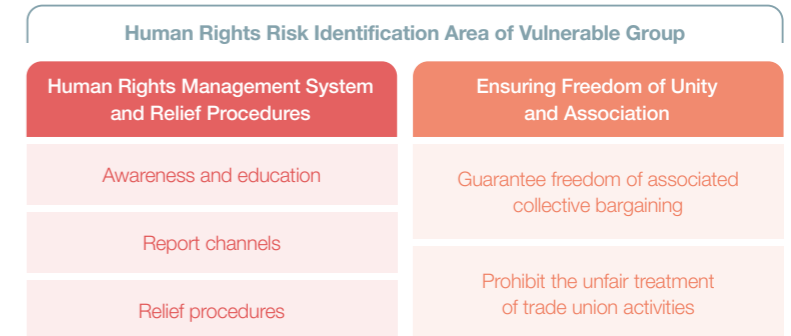 Human Rights Risk Identification Area of Vulnerable Group
Human Rights Management System
and Relief Procedures
Awareness and education
Report channels
Relief procedures
Ensuring Freedom of Unity
and Association
Guarantee freedom of associated
collective bargaining
Prohibit the unfair treatment
of trade union activities